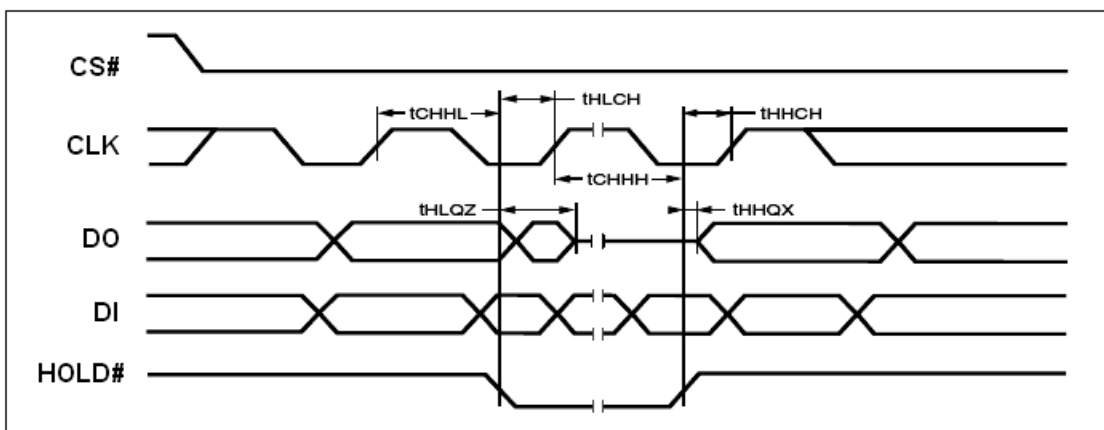 CS#
tHLCH
tCHHL
tHHCH
CLK
tCHHH
tHLQZ
tHHQX
DO
DI
HOLD#